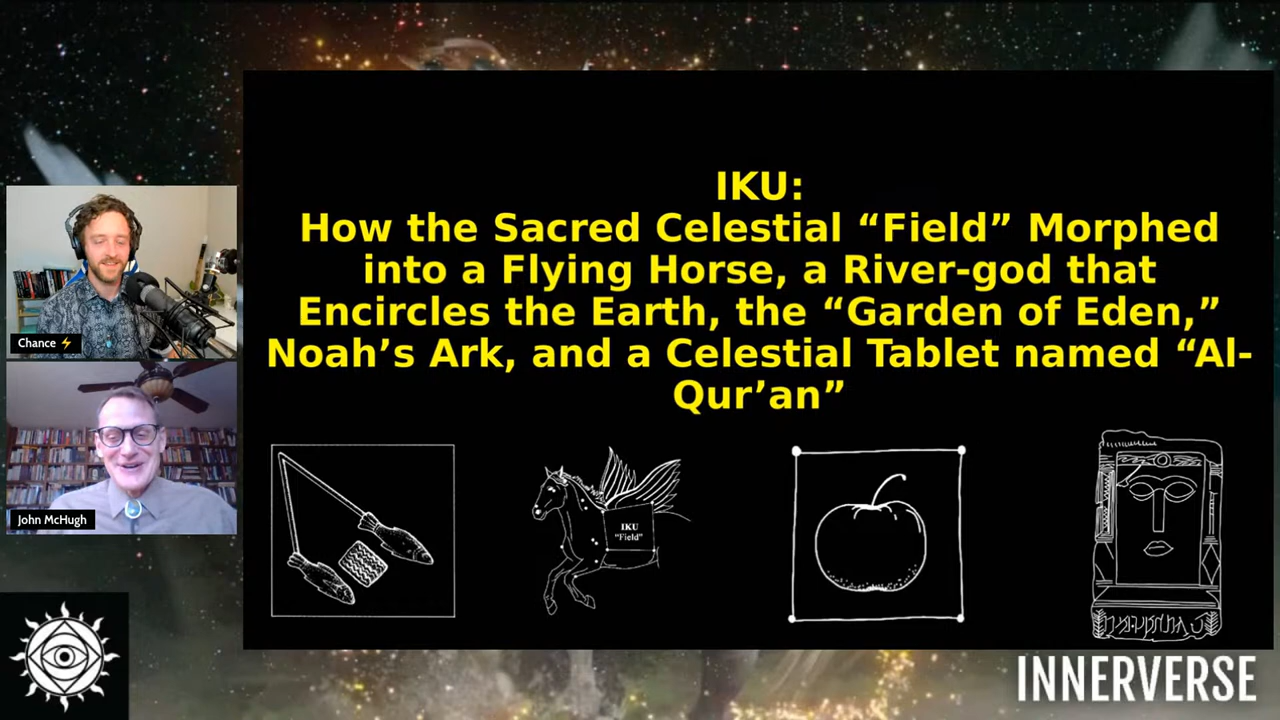 IKU:
How the Sacred Celestial “Field” Morphed
into a Flying Horse, a River-god that
Encircles the Earth, the “Garden of Eden,”
Noah’s Ark, and a Celestial Tablet named “Al-
Qur’an”
Chance ⚡
John McHugh
IKU
“Field”
INNERVERSE